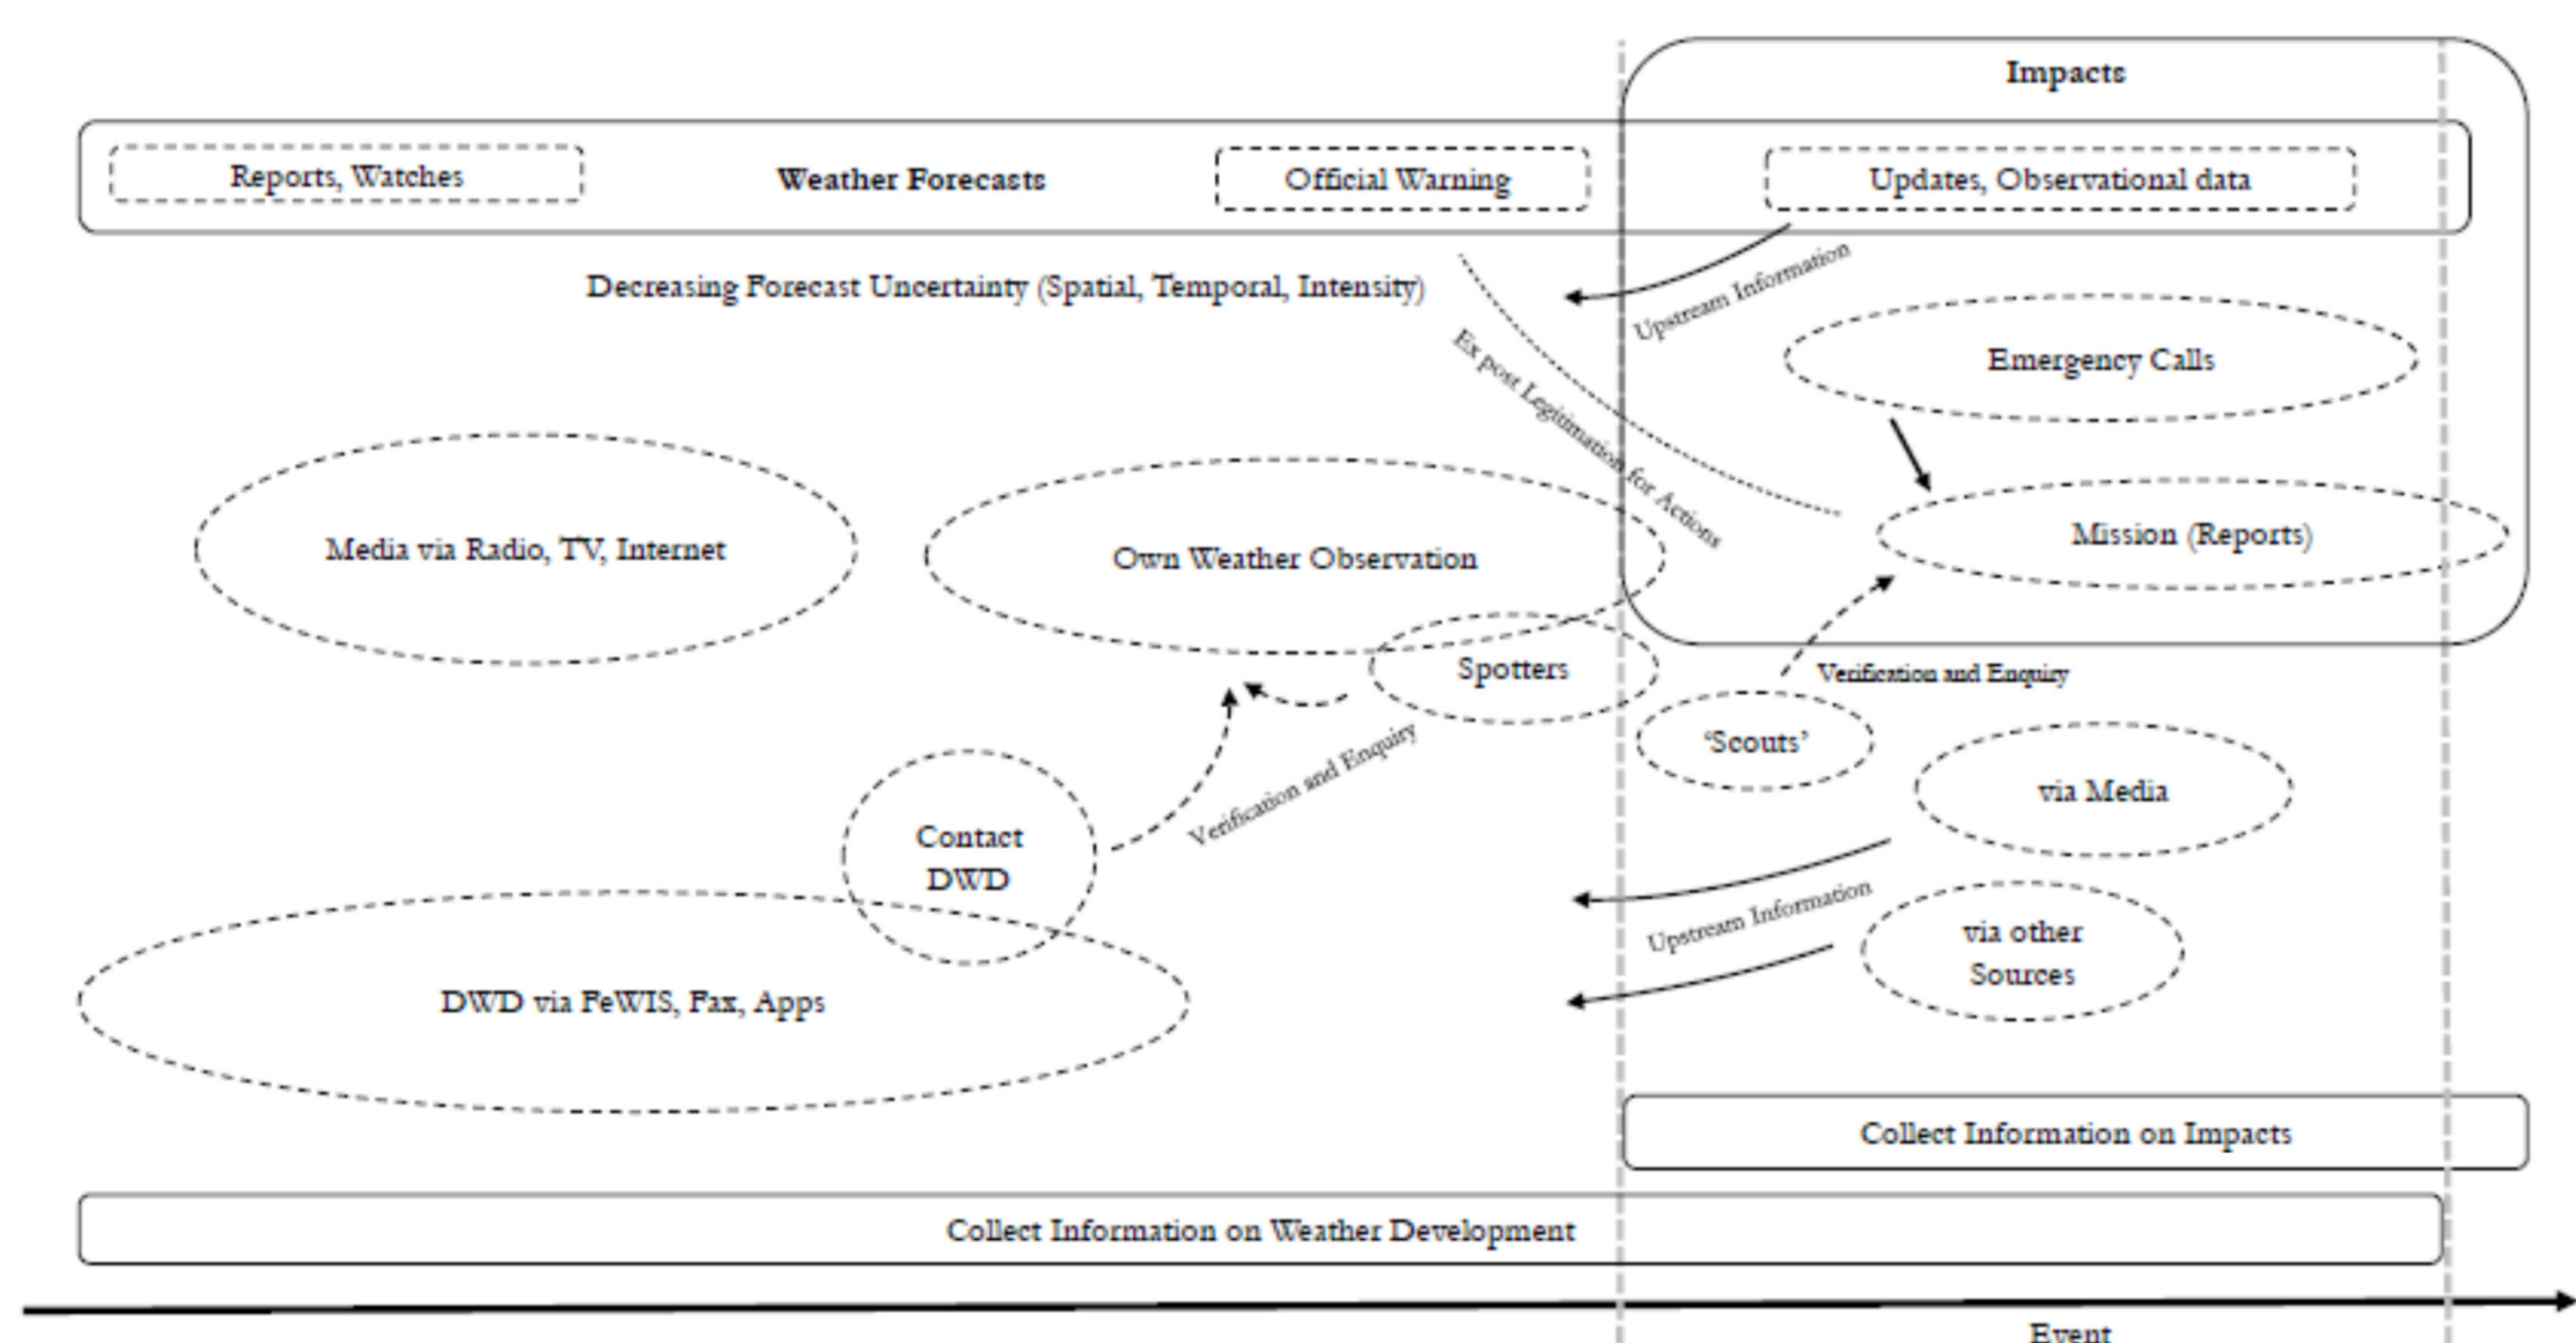 Impacts
Reports, Watches
Weather Forecasts
Official Warning
Updates, Observational data
Decreasing Forecast Uncertainty (Spatial, Temporal, Intensity)
Upstream Information
Ex post Legitimation for Actions
Emergency Calls
Media via Radio, TV, Internet
Own Weather Observation
Mission (Reports)
Spotters
Verification and Enquiry
'Scouts'
via Media
Verification and Enquiry
Contact
DWD
Upstream Information
via other
Sources
DWD via FeWIS, Fax, Apps
Collect Information on Impacts
Collect Information on Weather Development
Event